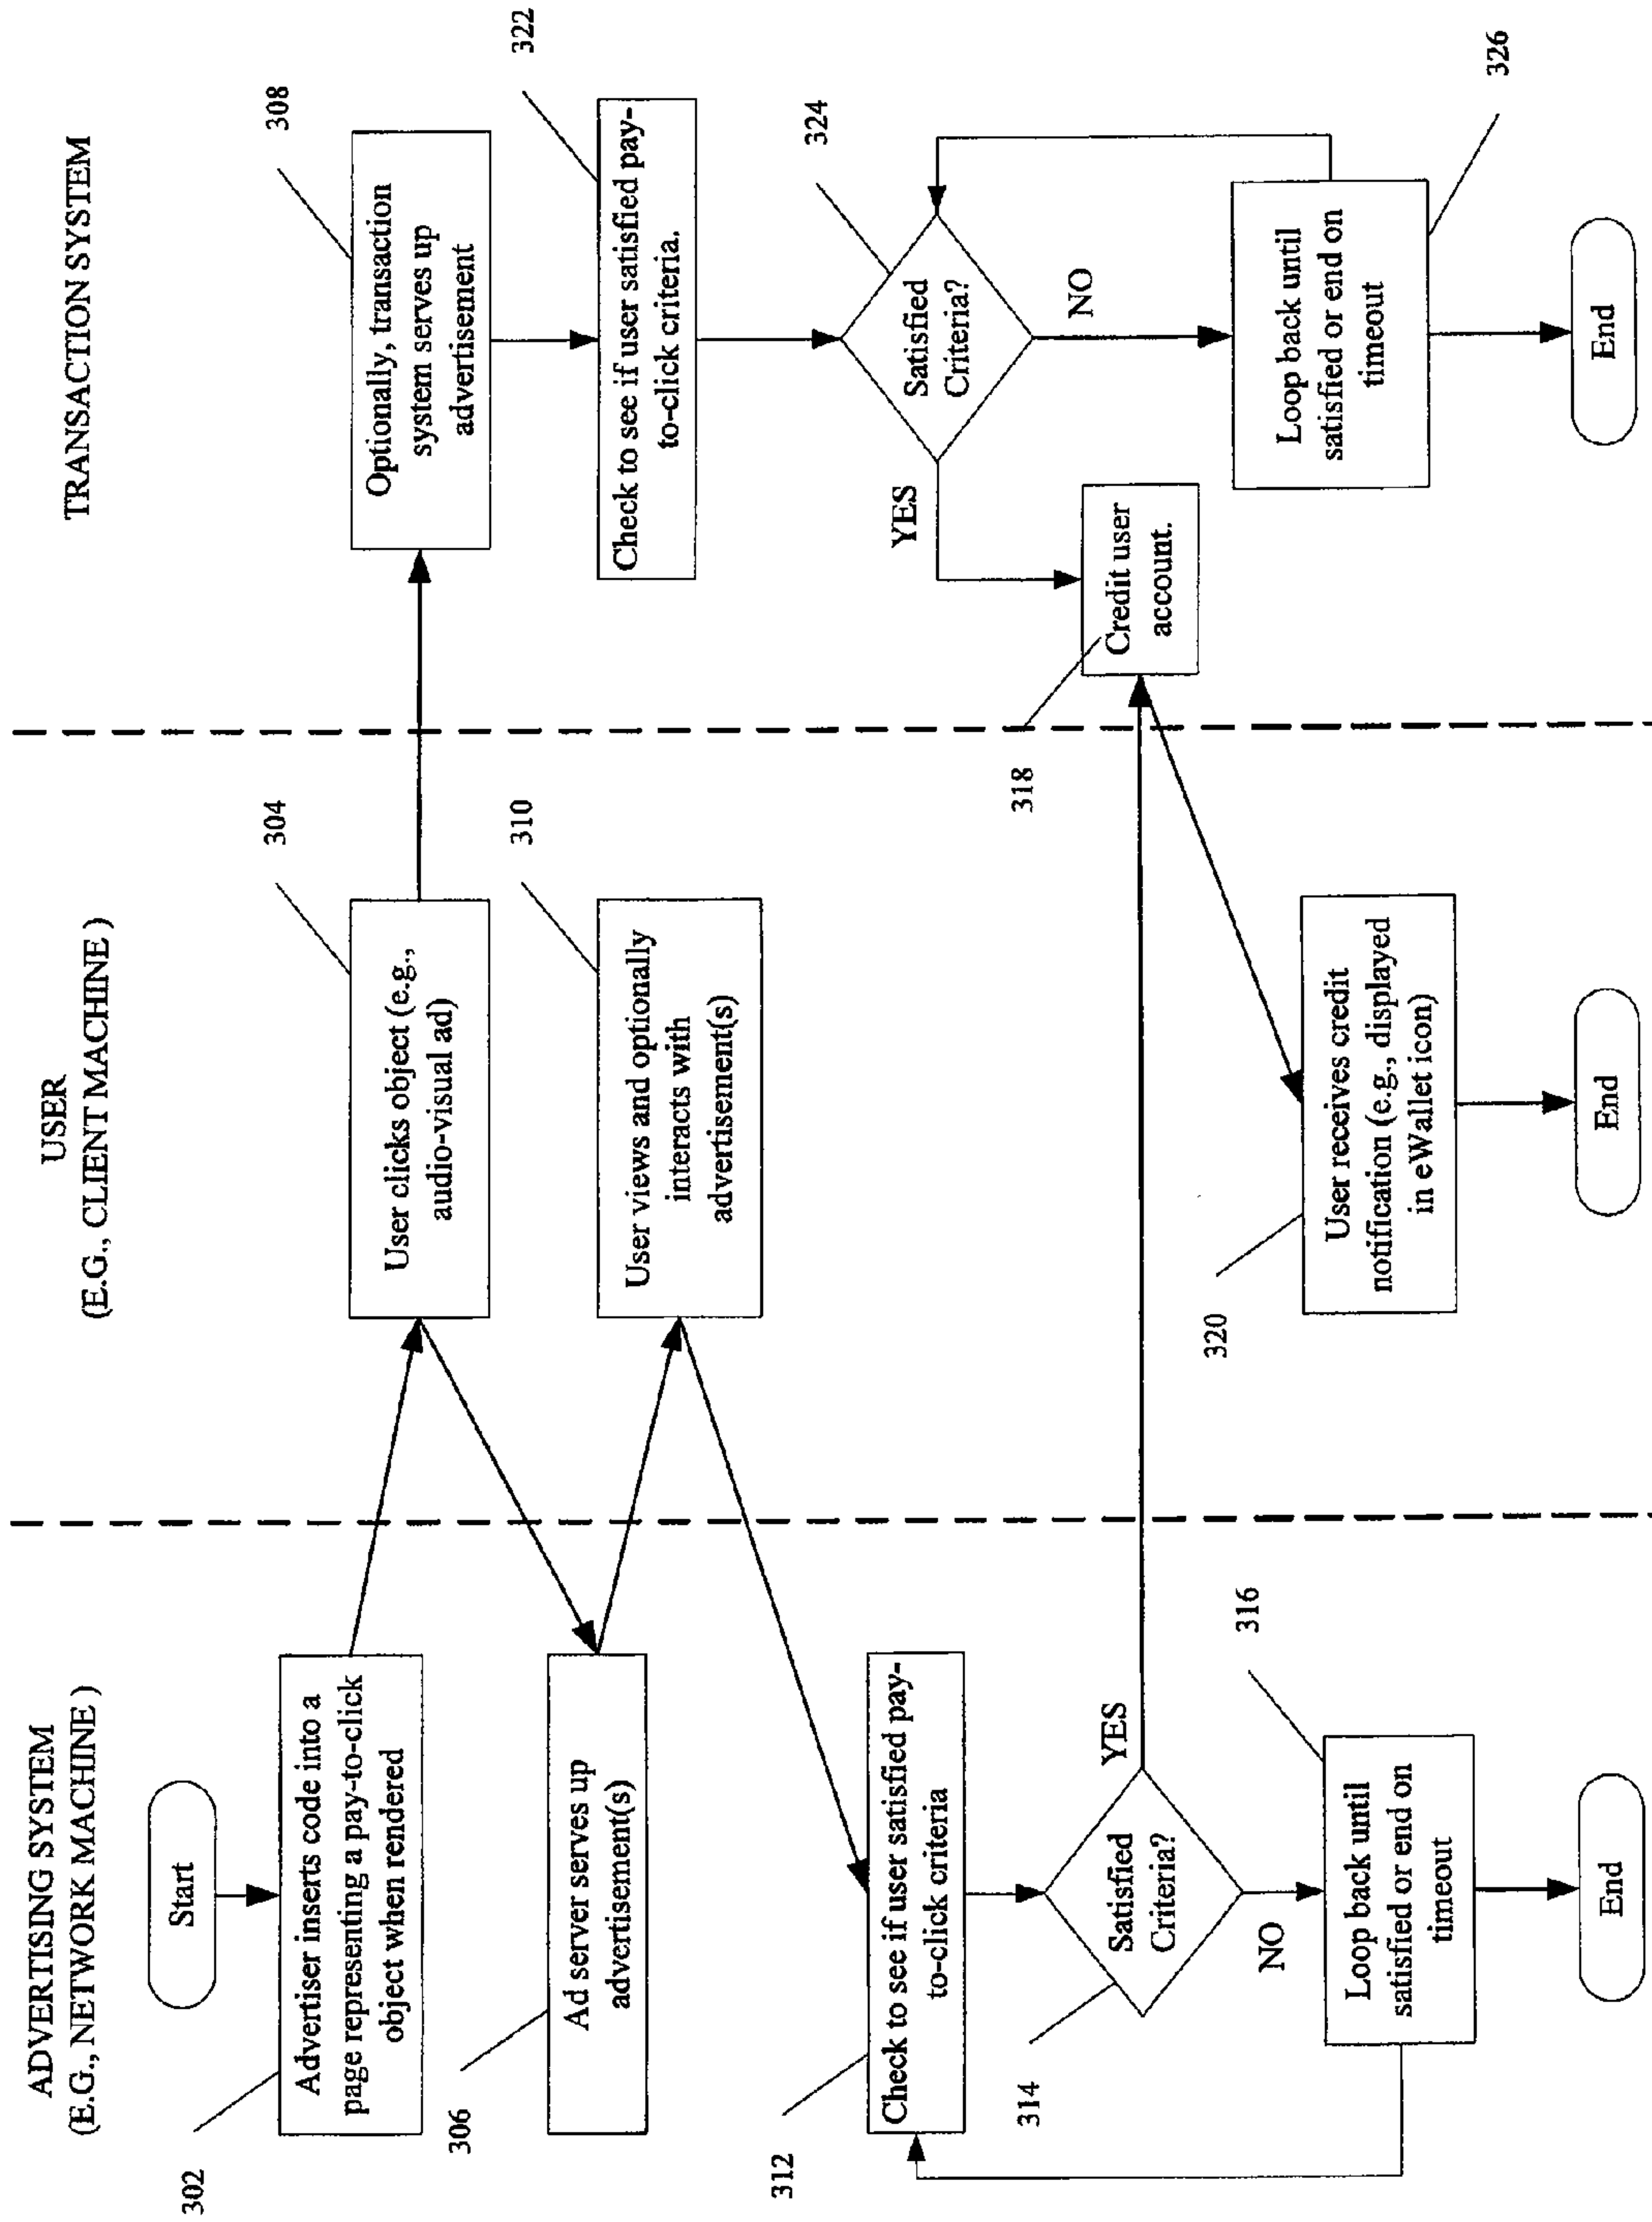 ADVERTISING SYSTEM
(E.G., NETWORK MACHINE )
USER
(E.G., CLIENT MACHINE )
TRANSACTION SYSTEM
Start
302
Advertiser inserts code into a
page representing a pay-to-click
object when rendered
304
User clicks object (e.g.,
audio-visual ad)
308
Optionally, transaction
system serves up
advertisement
306
Ad server serves up
advertisement(s)
310
User views and optionally
interacts with
advertisement(s)
322
Check to see if user satisfied pay-
to-click criteria.
312
Check to see if user satisfied pay-
to-click criteria
324
Satisfied
Criteria?
YES
NO
314
Satisfied
Criteria?
YES
NO
318
Credit user
account.
316
Loop back until
satisfied or end on
timeout
320
User receives credit
notification (e.g., displayed
in eWallet icon)
326
Loop back until
satisfied or end on
timeout
End
End
End